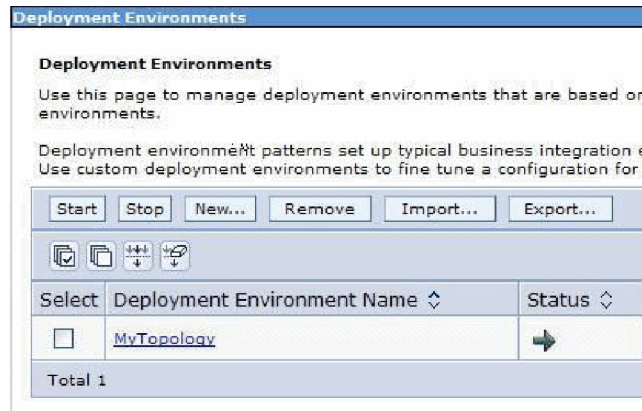 Deployment Environments
Deployment Environments
Use this page to manage deployment environments that are based or
environments.
Deployment environment patterns set up typical business integration e
Use custom deployment environments to fine tune a configuration for
Start Stop New... Remove Import... Export...
Select Deployment Environment Name Status
MyTopology
Total 1